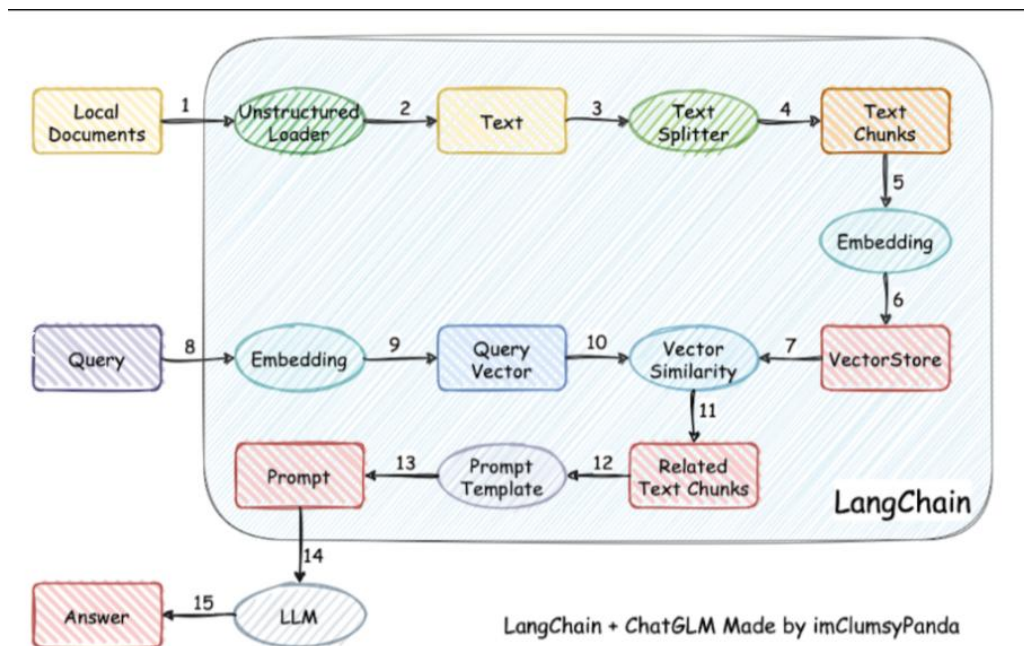 Local
Documents
1
Unstructured
Loader
2
Text
3
Text
Splitter
4
Text
Chunks
5
Embedding
6
Query
8
Embedding
9
Query
Vector
10
Vector
Similarity
7
VectorStore
11
Prompt
13
Prompt
Template
12
Related
Text Chunks
LangChain
14
Answer
15
LLM
LangChain + ChatGLM Made by imClumsyPanda